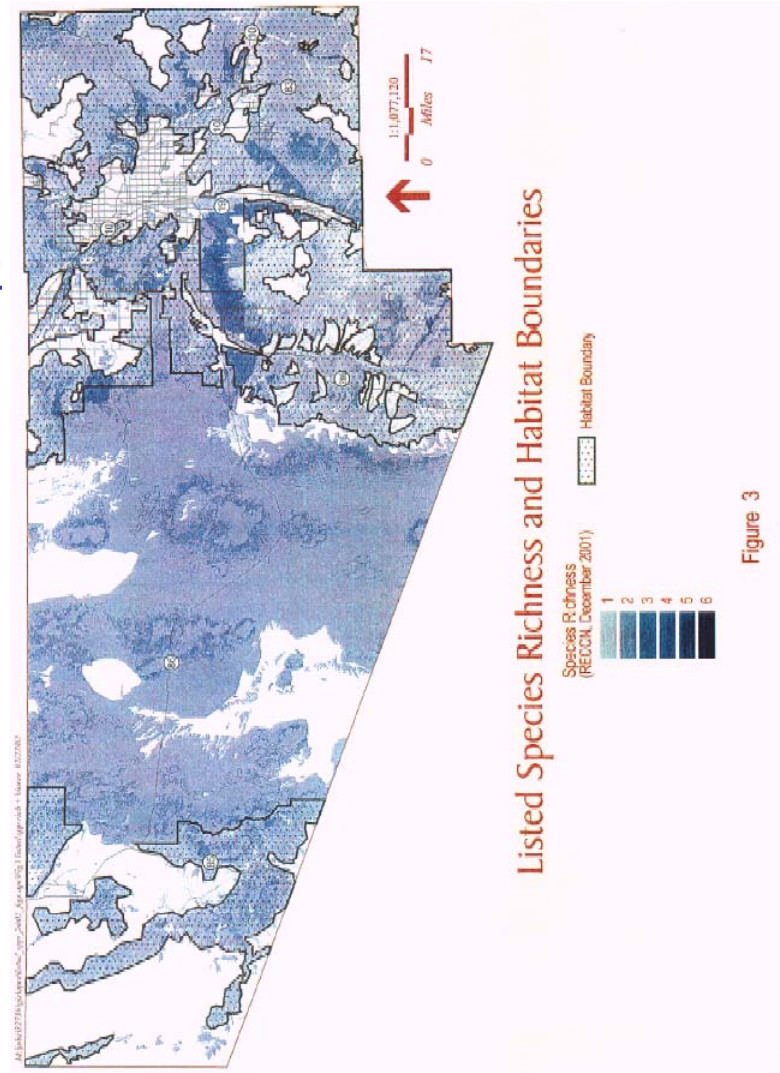 1:1,077,120
0 Miles 17
Listed Species Richness and Habitat Boundaries
Species Richness
(RECON, December 2001)
1
2
3
4
5
6
Habitat Boundary
Figure 3